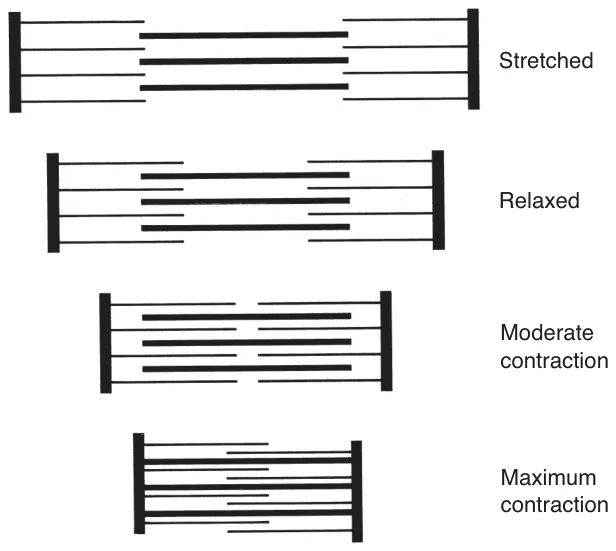 Stretched
Relaxed
Moderate
contraction
Maximum
contraction